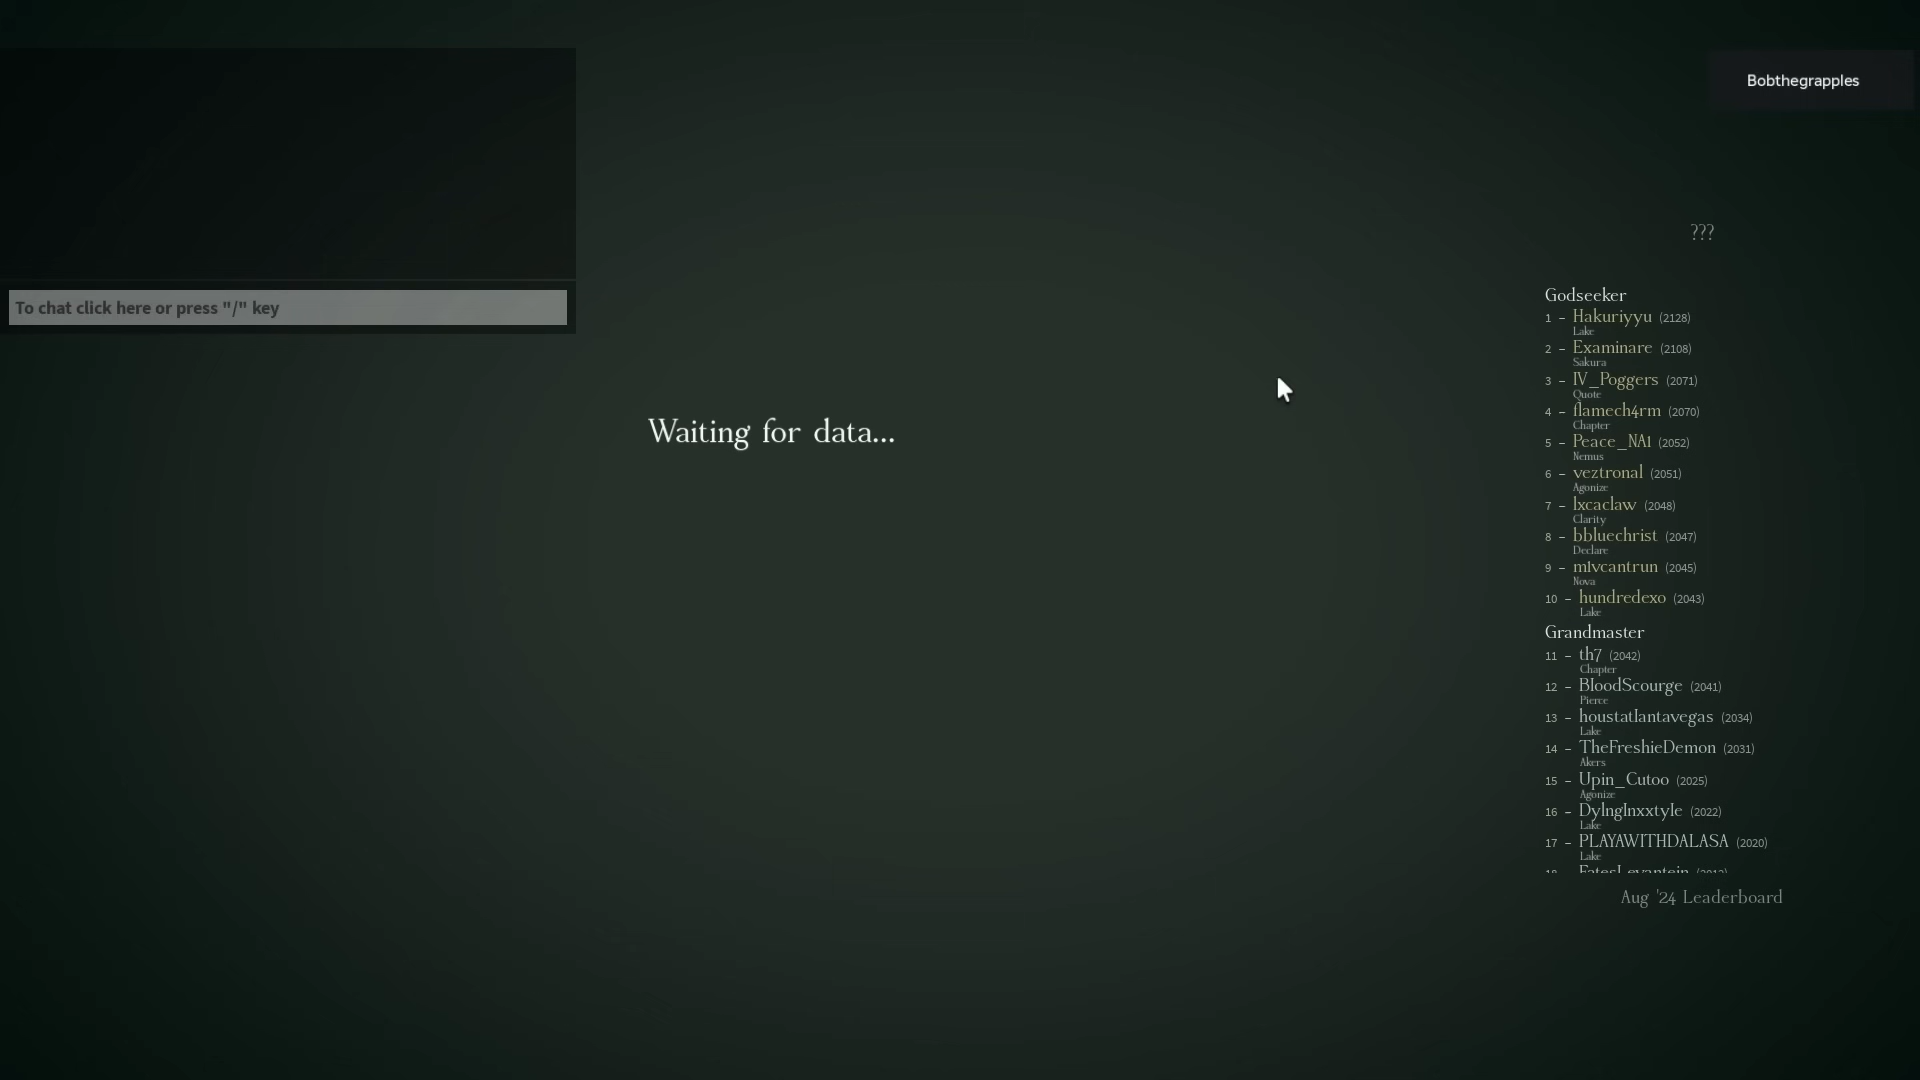 Bobthegrapples
To chat click here or press "/" key
Waiting for data...
???
Godseeker
1 - Hakuriyyu (2128)
Lake
2 - Examinare (2108)
Sakura
3 - IV_Poggers (2071)
Quote
4 - flamech4rm (2070)
Chapter
5 - Peace_NA1 (2052)
Nemus
6 - veztronal (2051)
Agonize
7 - lxcaclaw (2048)
Clarity
8 - bbluechrist (2047)
Declare
9 - m1vcantrun (2045)
Nova
10 - hundredexo (2043)
Lake
Grandmaster
11 - th7 (2042)
Chapter
12 - BloodScourge (2041)
Pierce
13 - houstatlantavegas (2034)
Lake
14 - TheFreshieDemon (2031)
Akers
15 - Upin_Cutoo (2025)
Agonize
16 - DylngInxxtyle (2022)
Lake
17 - PLAYAWITHDALASA (2020)
Lake
18 - FatesLevantein (2012)
Aug '24 Leaderboard